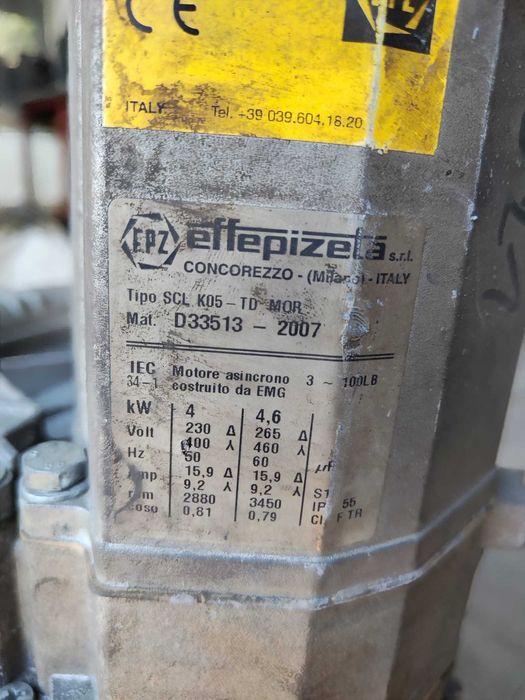 CE
ITALY Tel. +39 039.604.16.20
FPZ effepizeta s.r.l.
CONCOREZZO - (Milano) - ITALY
Tipo SCL K05 - TD MOR
Mat. D33513 - 2007
IEC 34-1 Motore asincrono 3 ~ 100LB
costruito da EMG
kW 4 4,6
Volt 230 Δ 265 Δ
400 λ 460 λ
Hz 50 60 μF
15,9 Δ 15,9 Δ
9,2 λ 9,2 λ S1
2880 3450 IP 55
0,81 0,79 F TR